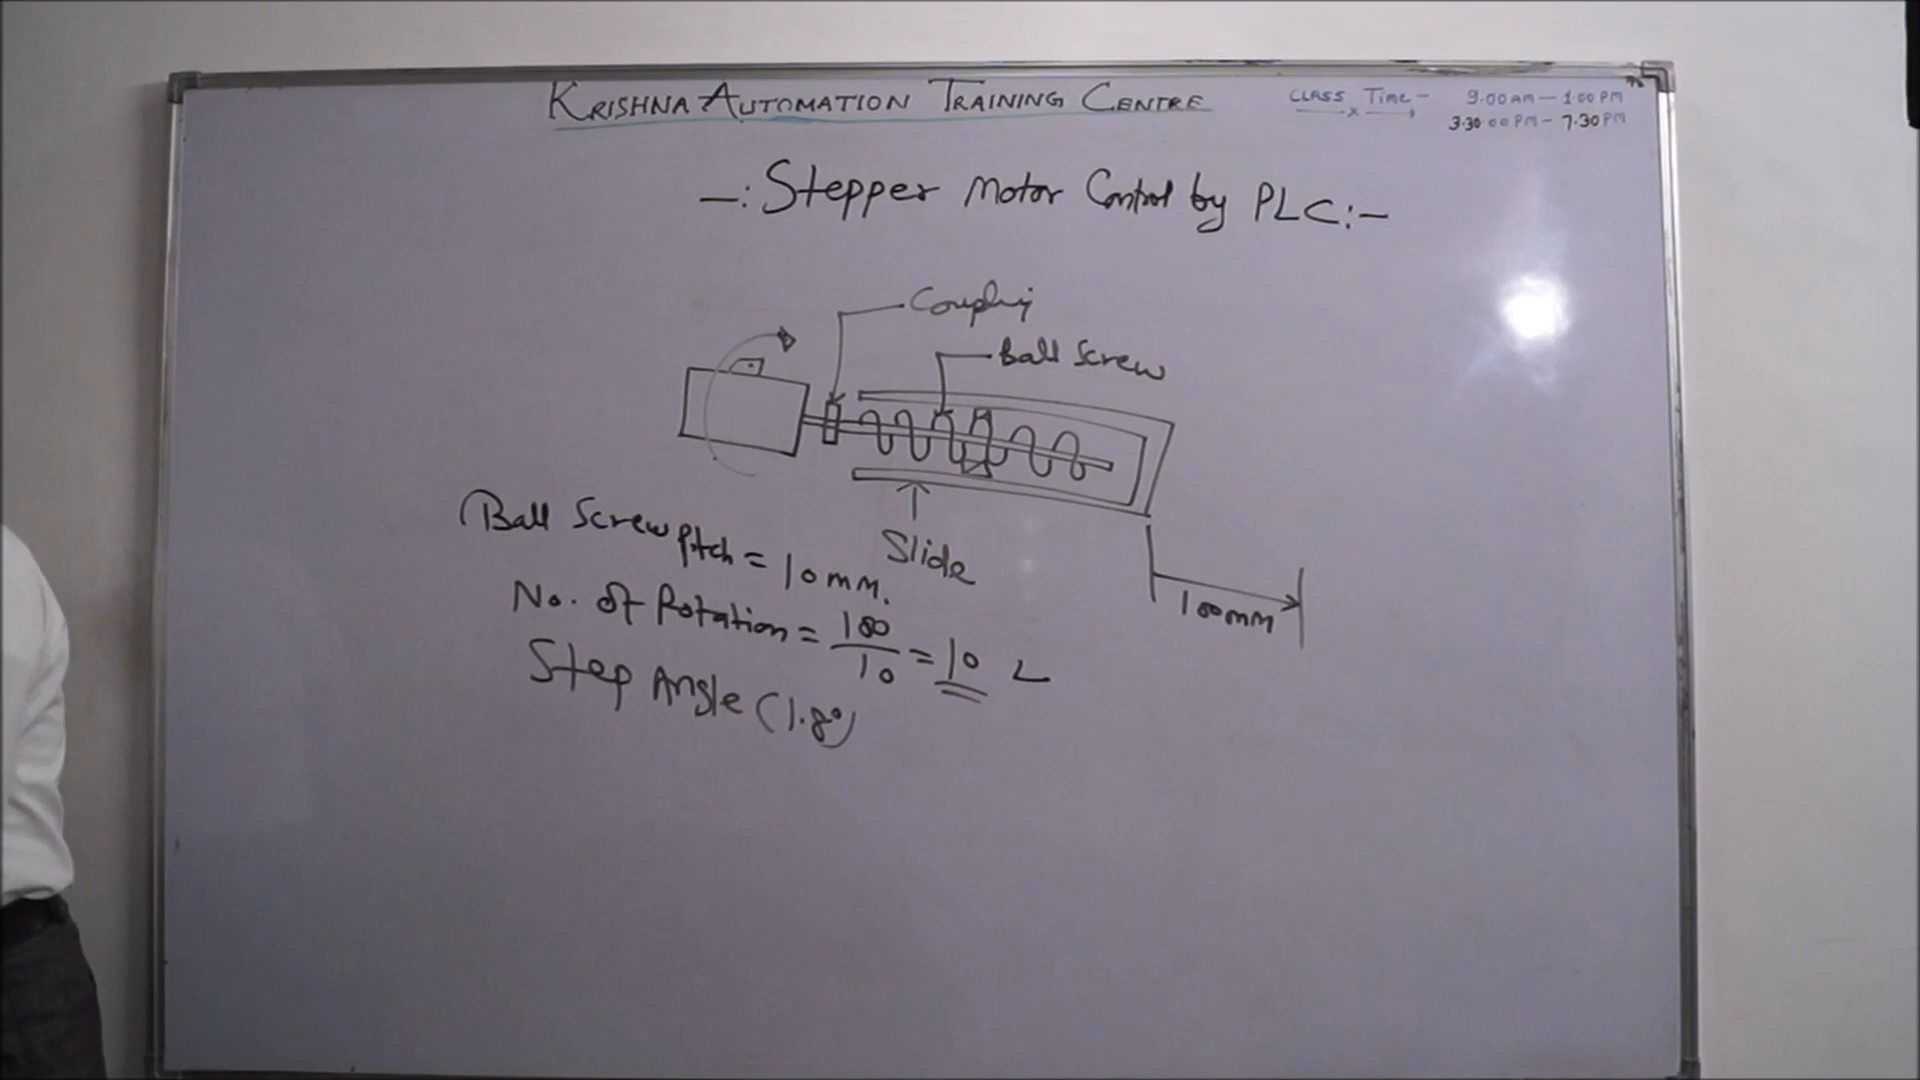 KRISHNA AUTOMATION TRAINING CENTRE
CLASS Time - 9.00 AM - 1.00 PM
3.30 00 PM - 7.30 PM
-: Stepper Motor Control by PLC:-
Coupling
Ball Screw
Slide
100mm
Ball Screw Pitch = 10mm.
No. Of Rotation = 100/10 = 10
Step Angle (1.8°)